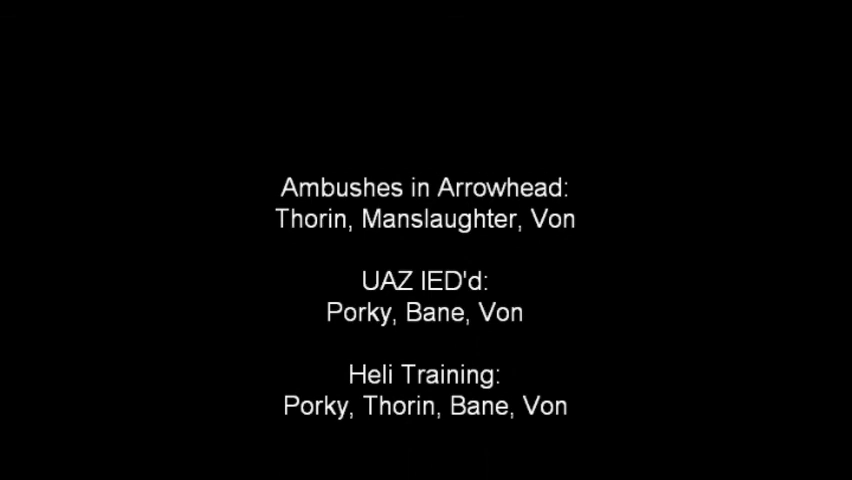 Ambushes in Arrowhead:
Thorin, Manslaughter, Von
UAZ IED'd:
Porky, Bane, Von
Heli Training:
Porky, Thorin, Bane, Von